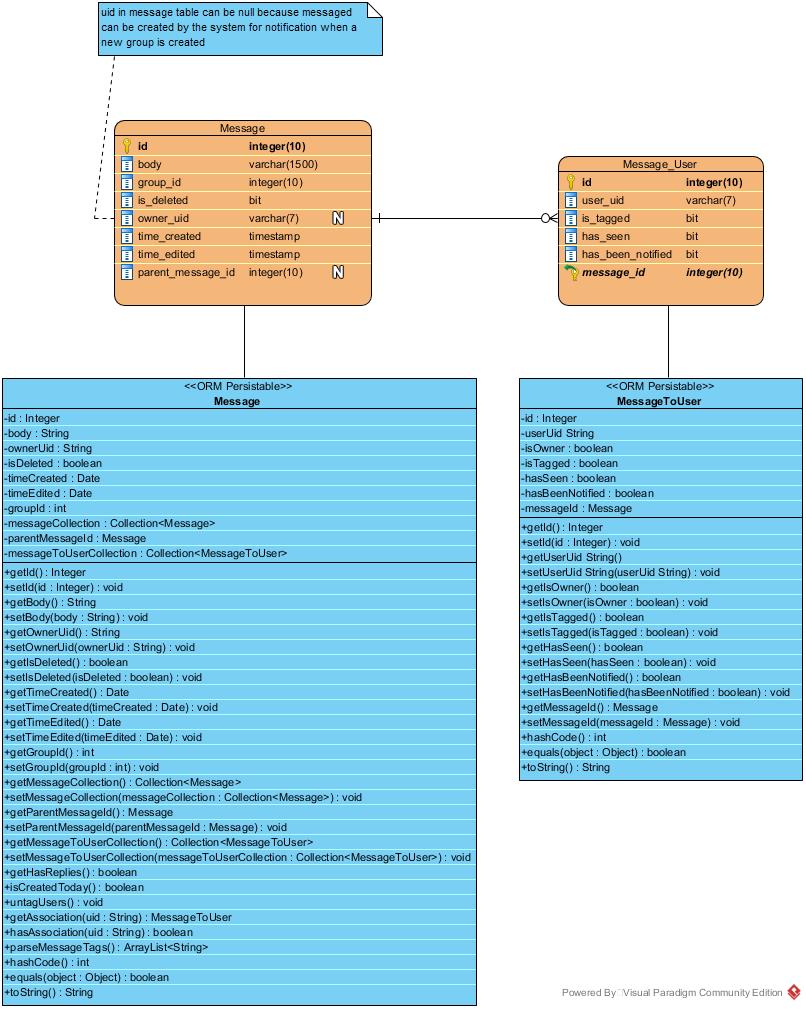 uid in message table can be null because messaged
can be created by the system for notification when a
new group is created
Message
id integer(10)
body varchar(1500)
group_id integer(10)
is_deleted bit
owner_uid varchar(7) N
time_created timestamp
time_edited timestamp
parent_message_id integer(10) N
Message_User
id integer(10)
user_uid varchar(7)
is_tagged bit
has_seen bit
has_been_notified bit
message_id integer(10)
<<ORM Persistable>>
Message
-id : Integer
-body : String
-ownerUid : String
-isDeleted : boolean
-timeCreated : Date
-timeEdited : Date
-groupId : int
-messageCollection : Collection<Message>
-parentMessageId : Message
-messageToUserCollection : Collection<MessageToUser>
+getId() : Integer
+setId(id : Integer) : void
+getBody() : String
+setBody(body : String) : void
+getOwnerUid() : String
+setOwnerUid(ownerUid : String) : void
+getIsDeleted() : boolean
+setIsDeleted(isDeleted : boolean) : void
+getTimeCreated() : Date
+setTimeCreated(timeCreated : Date) : void
+getTimeEdited() : Date
+setTimeEdited(timeEdited : Date) : void
+getGroupId() : int
+setGroupId(groupId : int) : void
+getMessageCollection() : Collection<Message>
+setMessageCollection(messageCollection : Collection<Message>) : void
+getParentMessageId() : Message
+setParentMessageId(parentMessageId : Message) : void
+getMessageToUserCollection() : Collection<MessageToUser>
+setMessageToUserCollection(messageToUserCollection : Collection<MessageToUser>) : void
+getHasReplies() : boolean
+isCreatedToday() : boolean
+untagUsers() : void
+getAssociation(uid : String) : MessageToUser
+hasAssociation(uid : String) : boolean
+parseMessageTags() : ArrayList<String>
+hashCode() : int
+equals(object : Object) : boolean
+toString() : String
<<ORM Persistable>>
MessageToUser
-id : Integer
-userUid String
-isOwner : boolean
-isTagged : boolean
-hasSeen : boolean
-hasBeenNotified : boolean
-messageId : Message
+getId() : Integer
+setId(id : Integer) : void
+getUserUid String()
+setUserUid String(userUid String) : void
+getIsOwner() : boolean
+setIsOwner(isOwner : boolean) : void
+getIsTagged() : boolean
+setIsTagged(isTagged : boolean) : void
+getHasSeen() : boolean
+setHasSeen(hasSeen : boolean) : void
+getHasBeenNotified() : boolean
+setHasBeenNotified(hasBeenNotified : boolean) : void
+getMessageId() : Message
+setMessageId(messageId : Message) : void
+hashCode() : int
+equals(object : Object) : boolean
+toString() : String
Powered By Visual Paradigm Community Edition